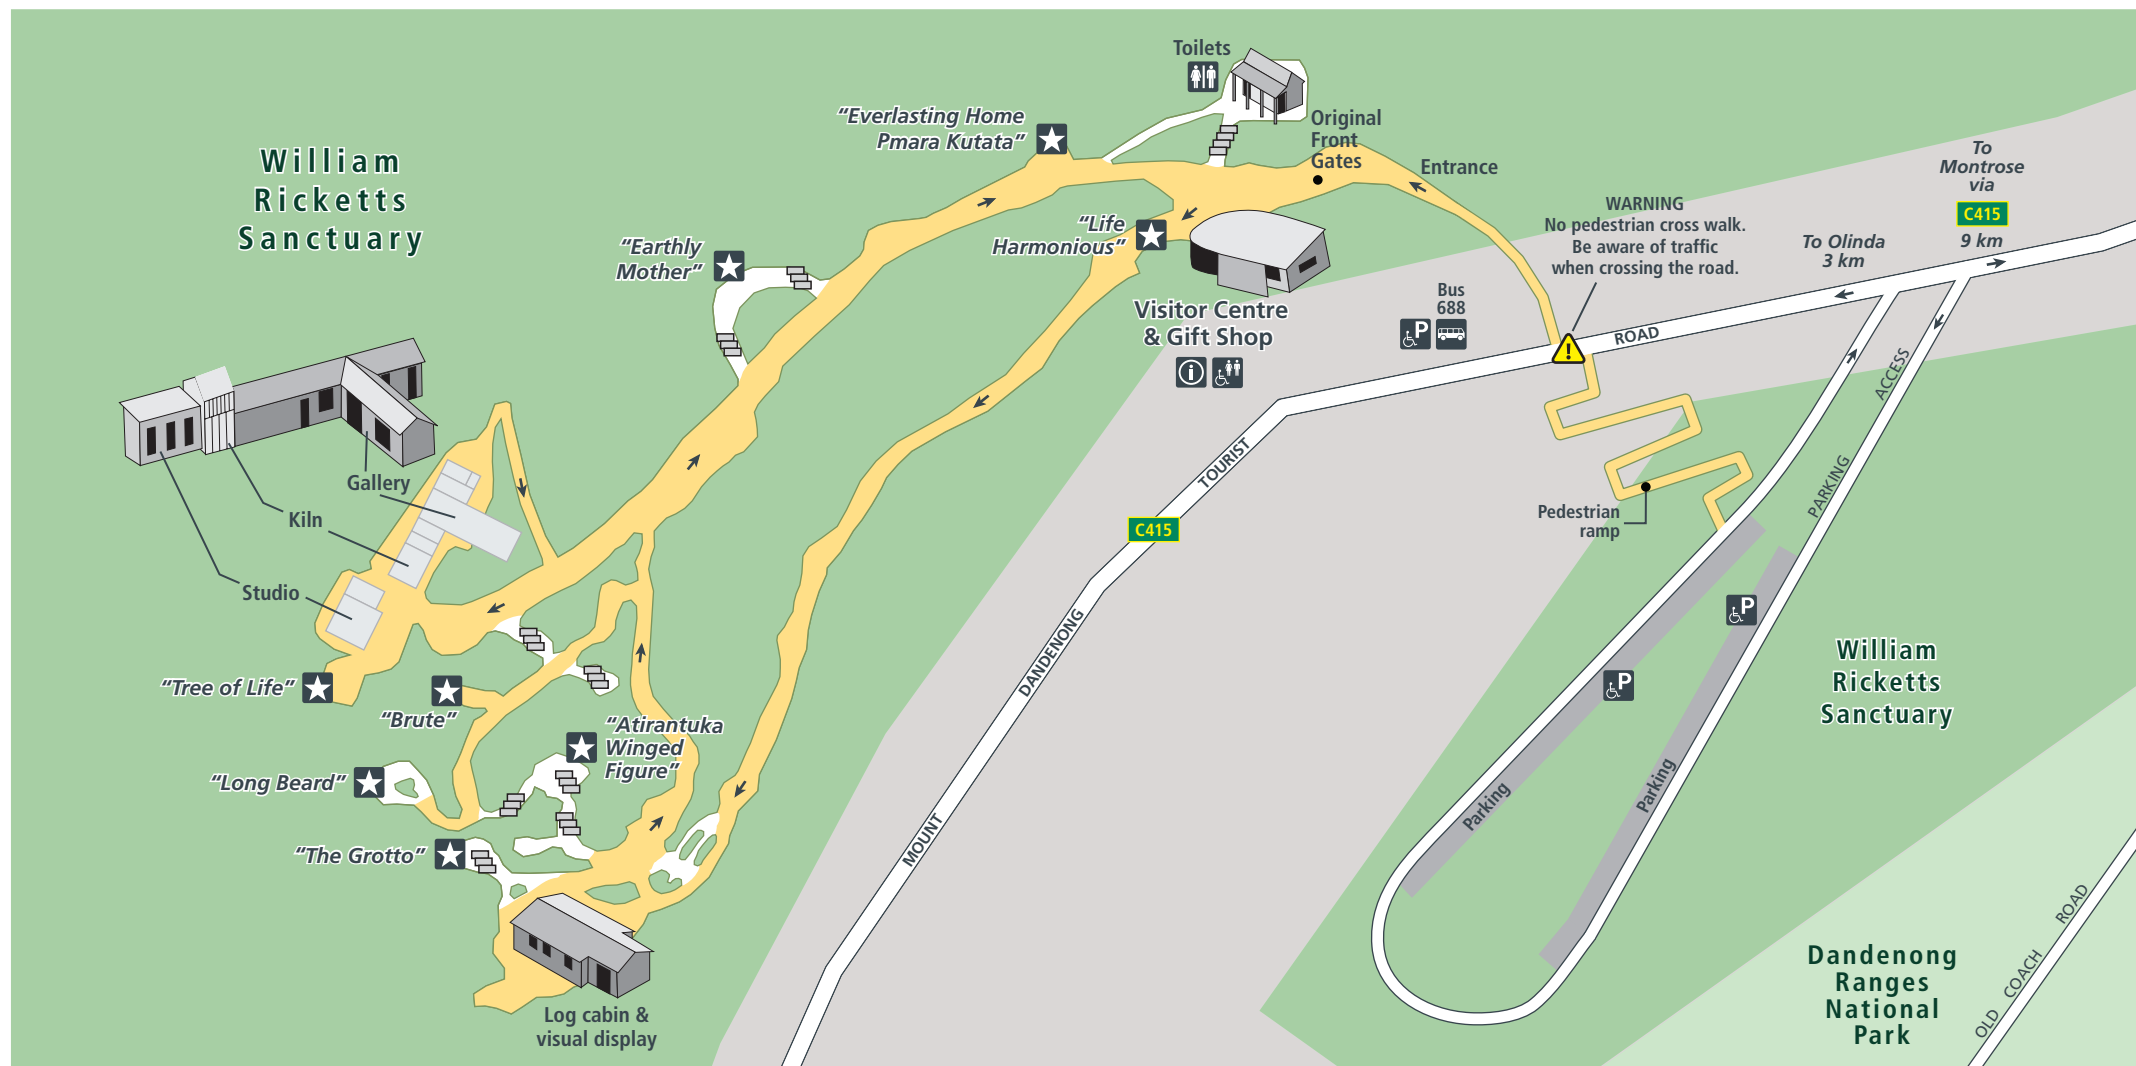 Toilets
"Everlasting Home
Pmara Kutata"
Original
Front
Gates
Entrance
To
Montrose
via
C415
9 km
William
Ricketts
Sanctuary
"Life
Harmonious"
WARNING
No pedestrian cross walk.
Be aware of traffic
when crossing the road.
To Olinda
3 km
"Earthly
Mother"
Visitor Centre
& Gift Shop
i
Bus
688
P
!
ROAD
ACCESS
PARKING
TOURIST
C415
DANDENONG
MOUNT
Pedestrian
ramp
Gallery
Kiln
Studio
P
P
William
Ricketts
Sanctuary
"Tree of Life"
"Brute"
"Atirantuka
Winged
Figure"
"Long Beard"
"The Grotto"
Parking
Parking
Log cabin &
visual display
Dandenong
Ranges
National
Park
OLD COACH ROAD